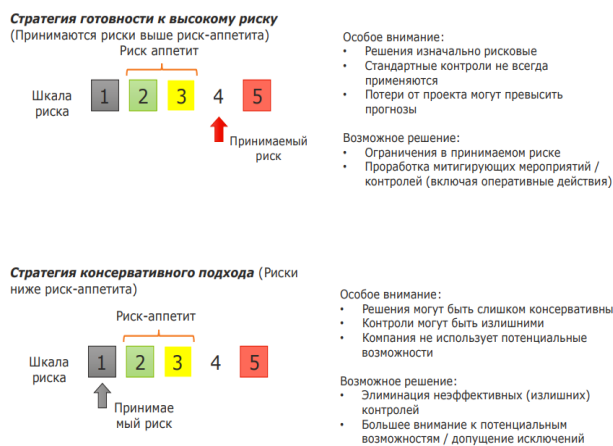 Стратегия готовности к высокому риску
(Принимаются риски выше риск-аппетита)
Риск аппетит
Шкала
риска
1 2 3 4 5
Принимаемый
риск
Особое внимание:
• Решения изначально рисковые
• Стандартные контроли не всегда
применяются
• Потери от проекта могут превысить
прогнозы
Возможное решение:
• Ограничения в принимаемом риске
• Проработка митигирующих мероприятий /
контролей (включая оперативные действия)
Стратегия консервативного подхода (Риски
ниже риск-аппетита)
Риск-аппетит
Шкала
риска
1 2 3 4 5
Принимае
мый риск
Особое внимание:
• Решения могут быть слишком консервативны
• Контроли могут быть излишними
• Компания не использует потенциальные
возможности
Возможное решение:
• Элиминация неэффективных (излишних)
контролей
• Большее внимание к потенциальным
возможностям / допущение исключений